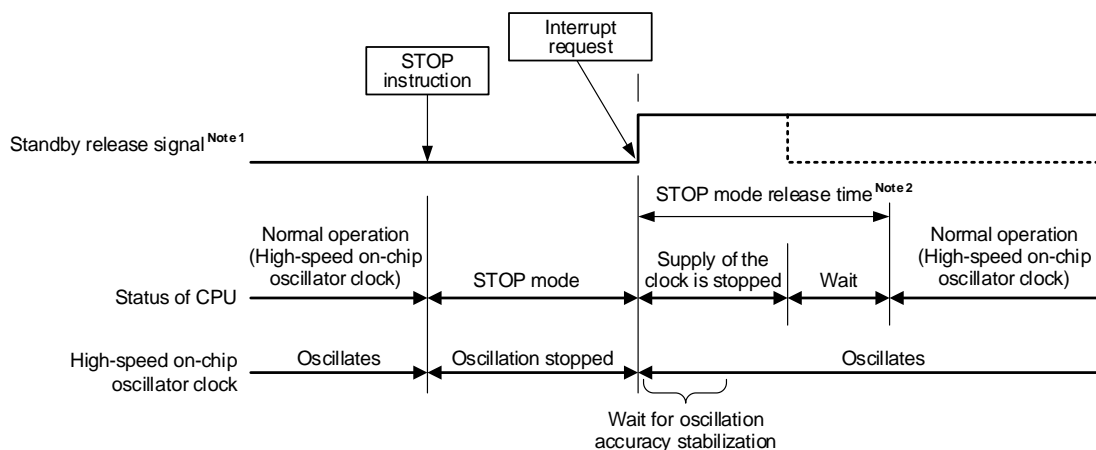 Interrupt
request
STOP
instruction
Standby release signal Note 1
STOP mode release time Note 2
Normal operation
(High-speed on-chip
oscillator clock)
Supply of the
clock is stopped
Normal operation
(High-speed on-chip
oscillator clock)
Status of CPU
STOP mode
Wait
High-speed on-chip
oscillator clock
Oscillates
Oscillation stopped
Oscillates
Wait for oscillation
accuracy stabilization